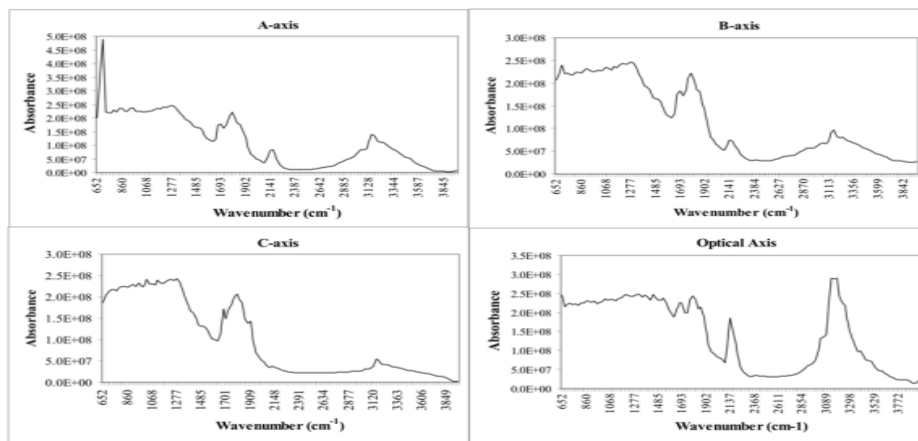 A-axis
5.0E+08
4.5E+08
4.0E+08
3.5E+08
3.0E+08
2.5E+08
2.0E+08
1.5E+08
1.0E+08
5.0E+07
0.0E+00
Absorbance
652 860 1068 1277 1485 1693 1902 2141 2387 2642 2885 3128 3344 3587 3845
Wavenumber (cm⁻¹)
B-axis
3.0E+08
2.5E+08
2.0E+08
1.5E+08
1.0E+08
5.0E+07
0.0E+00
Absorbance
652 860 1068 1277 1485 1693 1902 2141 2384 2627 2870 3113 3356 3599 3842
Wavenumber (cm⁻¹)
C-axis
3.0E+08
2.5E+08
2.0E+08
1.5E+08
1.0E+08
5.0E+07
0.0E+00
Absorbance
652 860 1068 1277 1485 1701 1909 2148 2391 2634 2877 3120 3363 3606 3849
Wavenumber (cm⁻¹)
Optical Axis
3.5E+08
3.0E+08
2.5E+08
2.0E+08
1.5E+08
1.0E+08
5.0E+07
0.0E+00
Absorbance
652 860 1068 1277 1485 1693 1902 2137 2368 2611 2854 3089 3298 3529 3772
Wavenumber (cm-1)